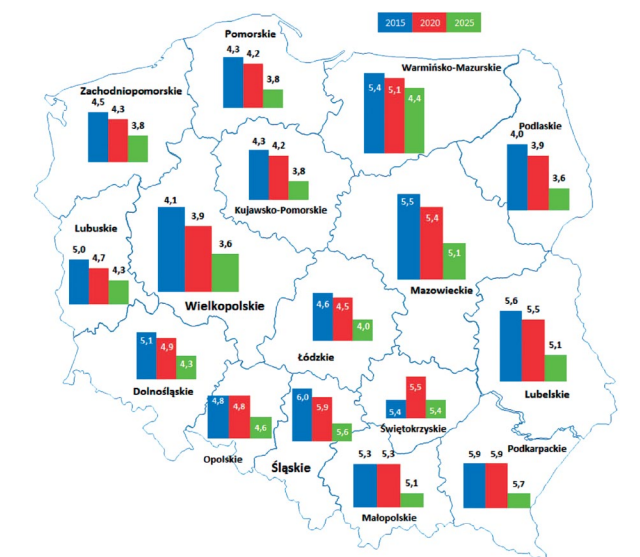 2015 2020 2025
Pomorskie
4,3 4,2 3,8
Warmińsko-Mazurskie
5,4 5,1 4,4
Zachodniopomorskie
4,5 4,3 3,8
Podlaskie
4,0 3,9 3,6
4,3 4,2 3,8
Kujawsko-Pomorskie
4,1 3,9 3,6
Wielkopolskie
5,5 5,4 5,1
Mazowieckie
Lubuskie
5,0 4,7 4,3
4,6 4,5 4,0
Łódzkie
5,6 5,5 5,1
Lubelskie
5,1 4,9 4,3
Dolnośląskie
4,8 4,8 4,6
Opolskie
6,0 5,9 5,6
Śląskie
5,4 5,5 5,4
Świętokrzyskie
Podkarpackie
5,9 5,9 5,7
5,3 5,3 5,1
Małopolskie